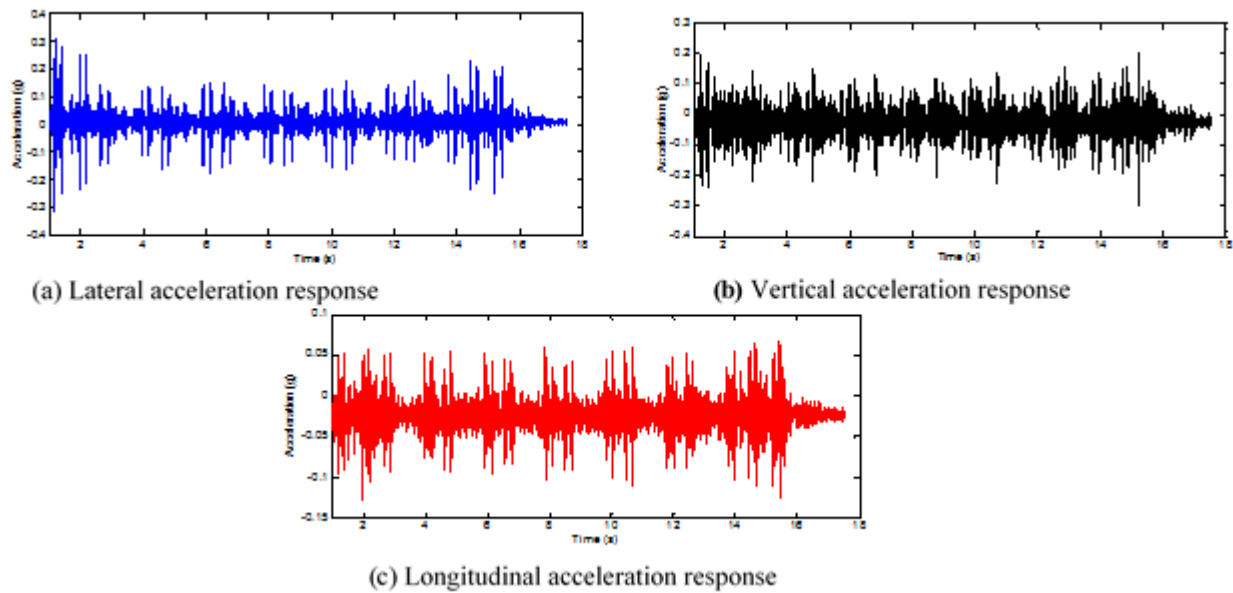 0.4
0.3
0.2
0.1
0
-0.1
-0.2
-0.3
-0.4
Acceleration (g)
2 4 6 8 10 12 14 16 18
Time (s)
(a) Lateral acceleration response
0.3
0.2
0.1
0
-0.1
-0.2
-0.3
-0.4
Acceleration (g)
2 4 6 8 10 12 14 16 18
Time (s)
(b) Vertical acceleration response
0.1
0.05
0
-0.05
-0.1
-0.15
Acceleration (g)
2 4 6 8 10 12 14 16 18
Time (s)
(c) Longitudinal acceleration response